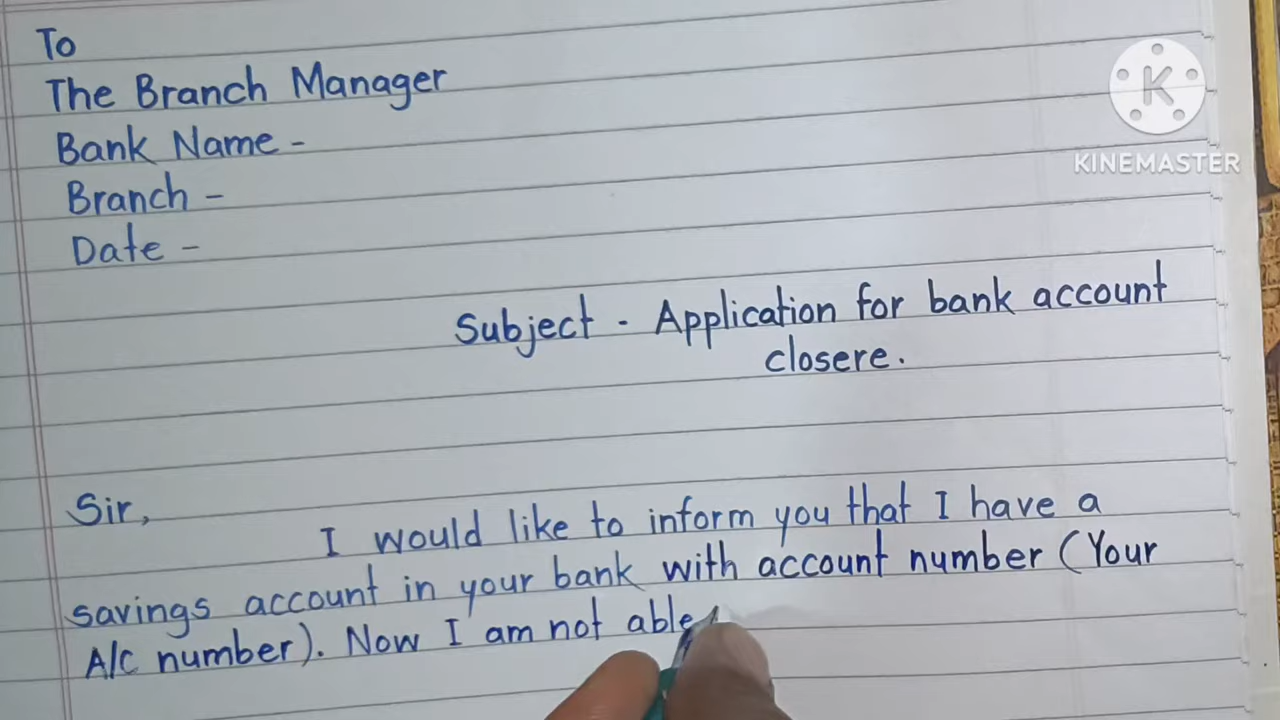 To
The Branch Manager
Bank Name -
Branch -
Date -
Subject - Application for bank account
closere.
Sir,
I would like to inform you that I have a
savings account in your bank with account number (Your
A/c number). Now I am not able
K
KINEMASTER